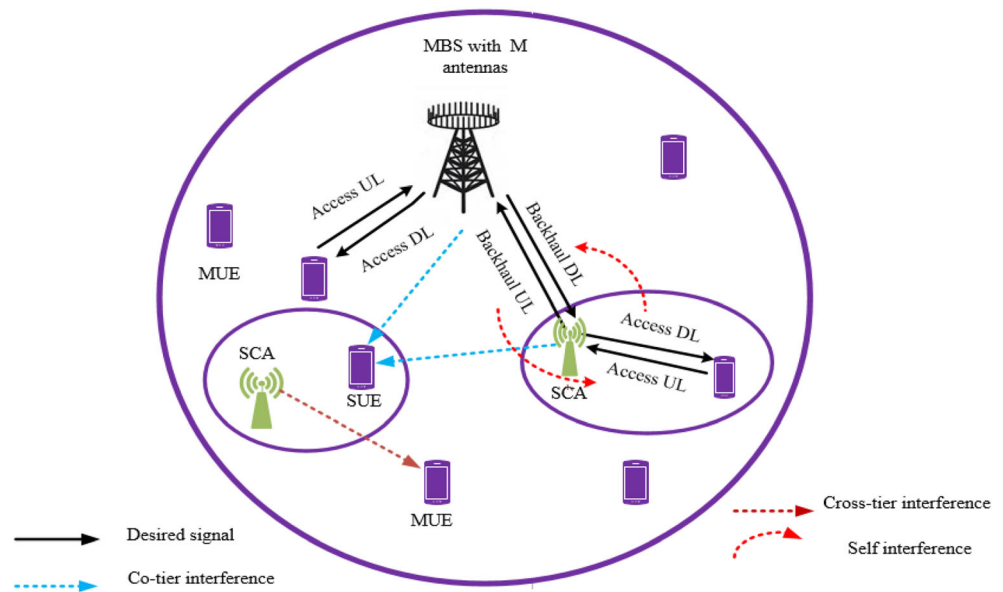 MBS with M
antennas
Access UL
Access DL
Backhaul DL
Backhaul UL
MUE
SCA
SUE
Access DL
Access UL
SCA
MUE
Desired signal
Co-tier interference
Cross-tier interference
Self interference